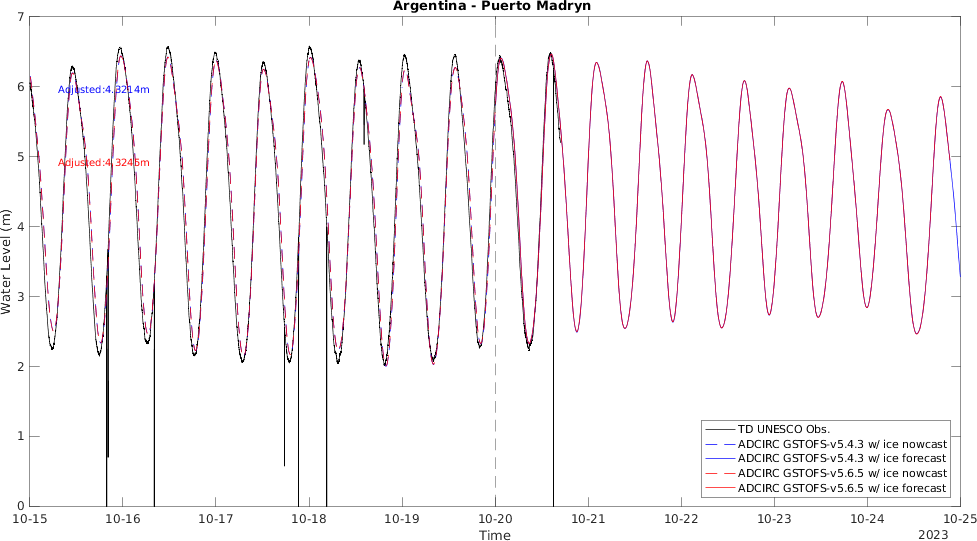 Argentina - Puerto Madryn
7
6
5
4
3
2
1
0
Water Level (m)
Adjusted:4.3214m
Adjusted:4.3246m
TD UNESCO Obs.
ADCIRC GSTOFS-v5.4.3 w/ ice nowcast
ADCIRC GSTOFS-v5.4.3 w/ ice forecast
ADCIRC GSTOFS-v5.6.5 w/ ice nowcast
ADCIRC GSTOFS-v5.6.5 w/ ice forecast
10-15 10-16 10-17 10-18 10-19 10-20 10-21 10-22 10-23 10-24 10-25
Time
2023